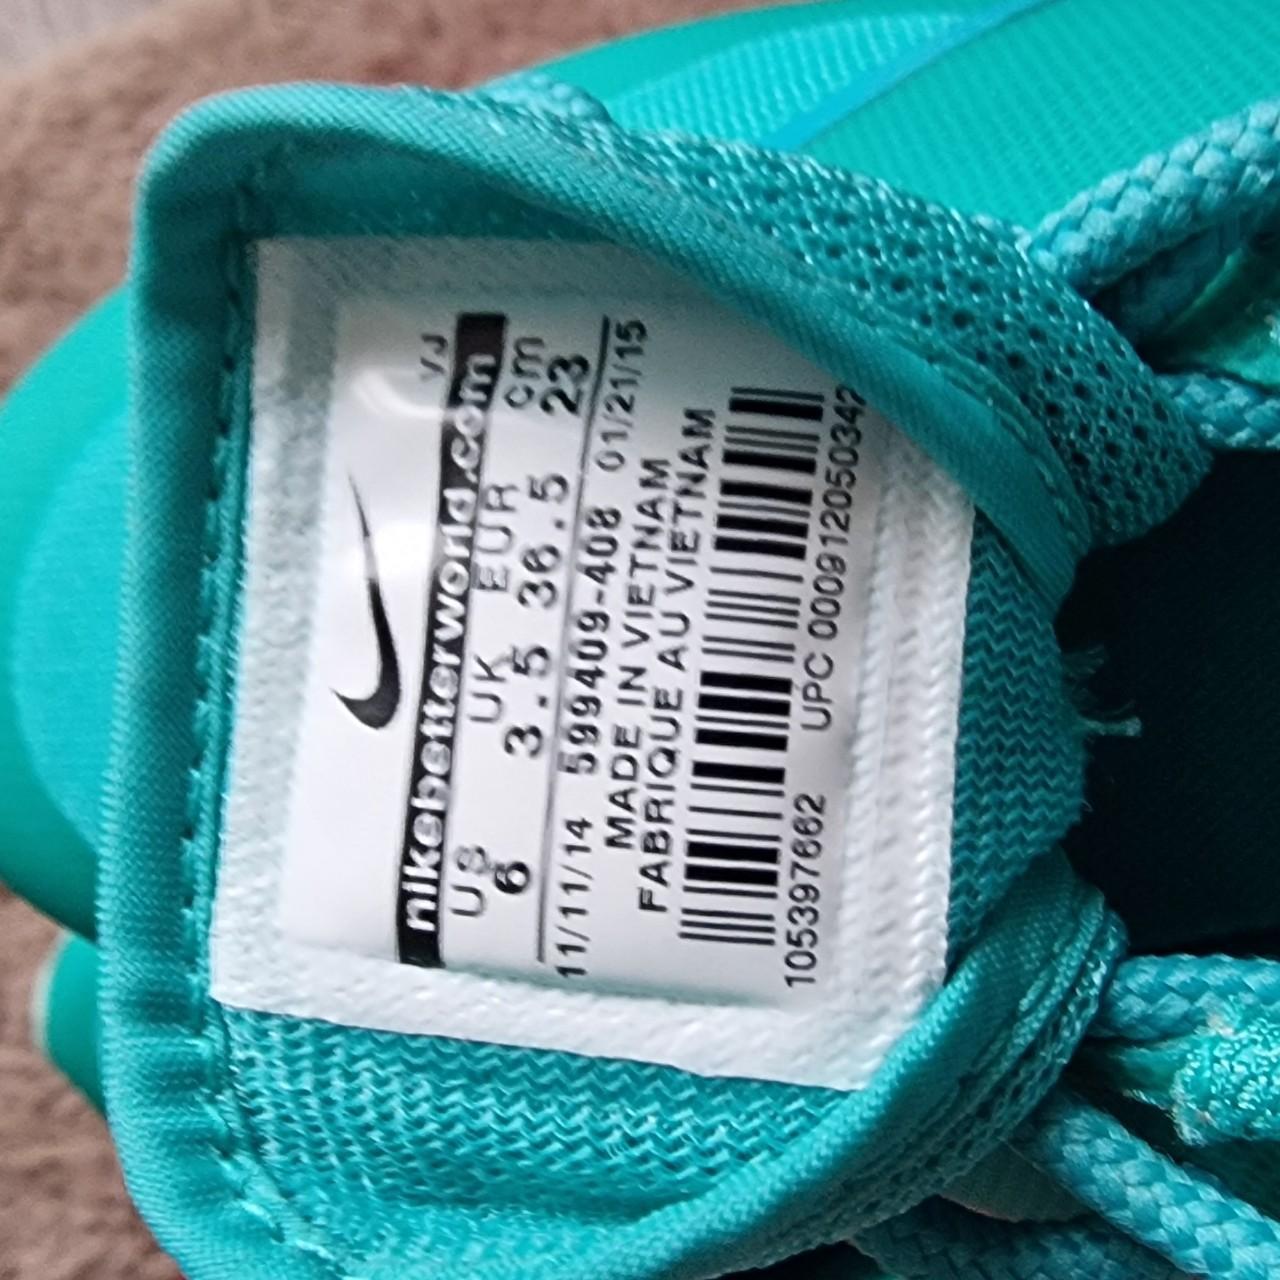 VJ
nikebetterworld.com
US UK EUR cm
6 3.5 36.5 23
11/11/14 599409-408 01/21/15
MADE IN VIETNAM
FABRIQUE AU VIETNAM
105397662 UPC 000912050342